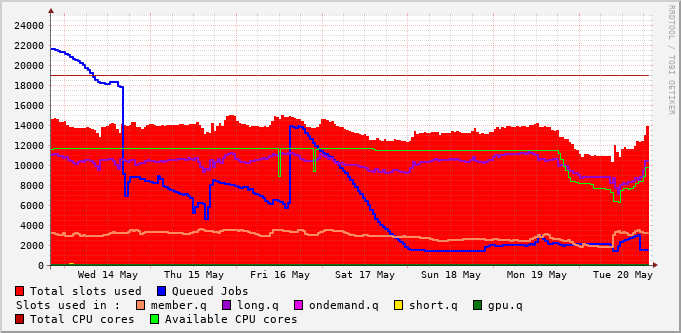 24000
22000
20000
18000
16000
14000
12000
10000
8000
6000
4000
2000
0
Wed 14 May Thu 15 May Fri 16 May Sat 17 May Sun 18 May Mon 19 May Tue 20 May
Total slots used Queued Jobs
Slots used in : member.q long.q ondemand.q short.q gpu.q
Total CPU cores Available CPU cores
RRDTOOL / TOBI OETIKER